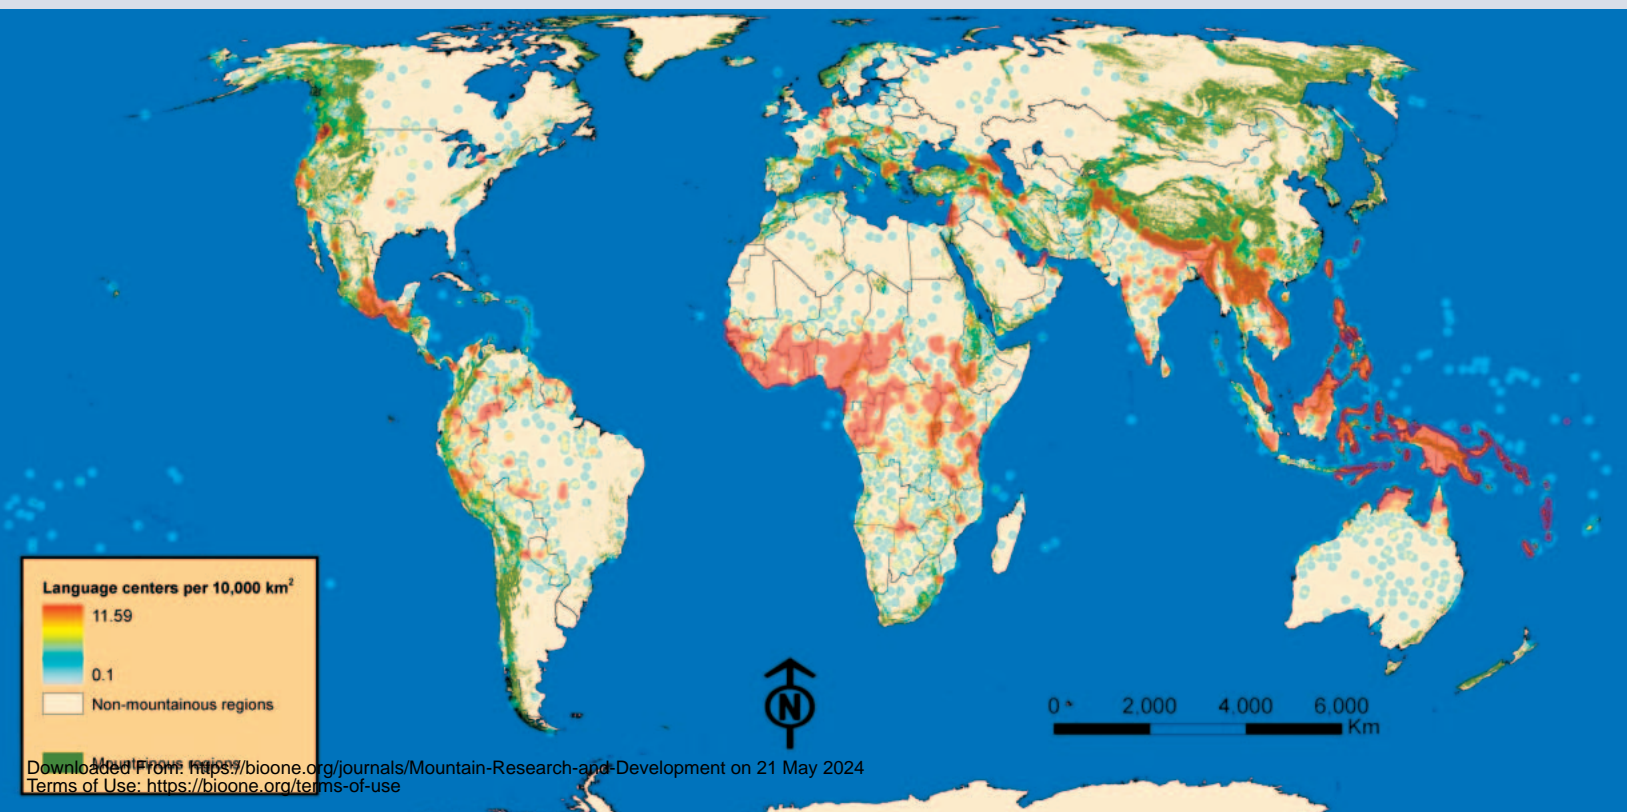 Language centers per 10,000 km²
11.59
0.1
Non-mountainous regions
Mountainous regions
N
0 2,000 4,000 6,000
Km
Downloaded From: https://bioone.org/journals/Mountain-Research-and-Development on 21 May 2024
Terms of Use: https://bioone.org/terms-of-use